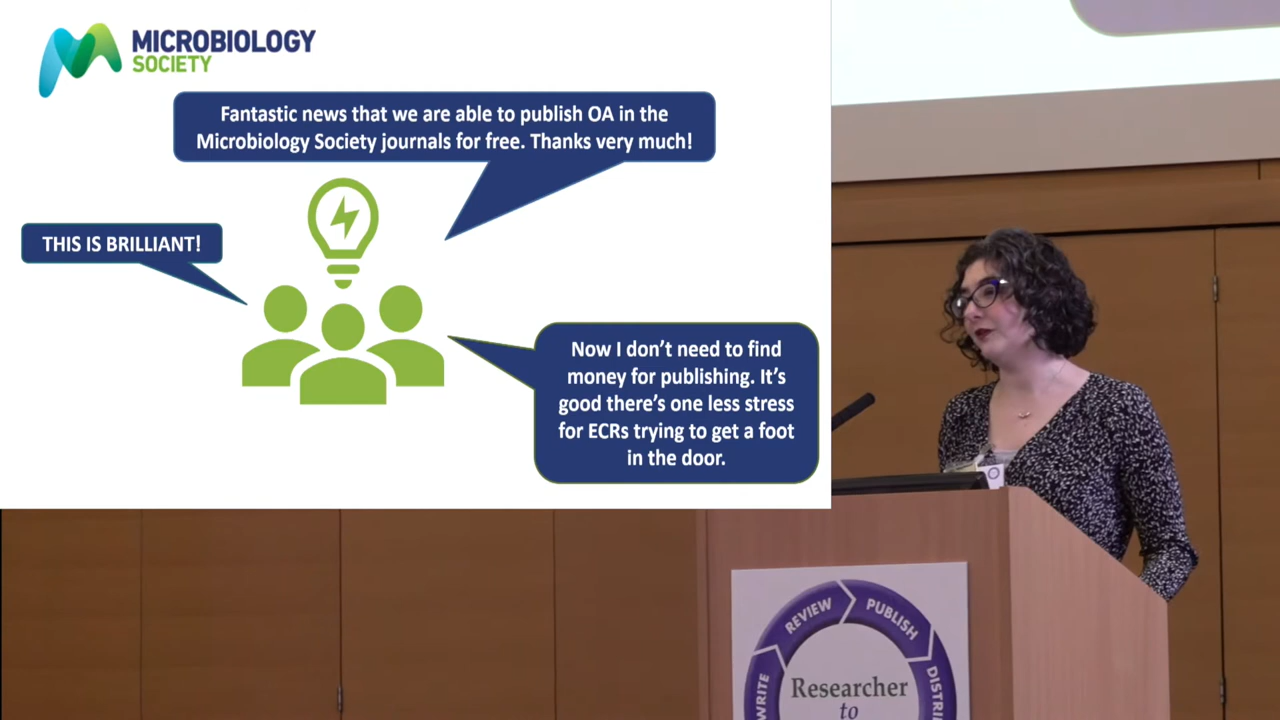 MICROBIOLOGY
SOCIETY
Fantastic news that we are able to publish OA in the
Microbiology Society journals for free. Thanks very much!
THIS IS BRILLIANT!
Now I don't need to find
money for publishing. It's
good there's one less stress
for ECRs trying to get a foot
in the door.
REVIEW
PUBLISH
WRITE
Researcher
to